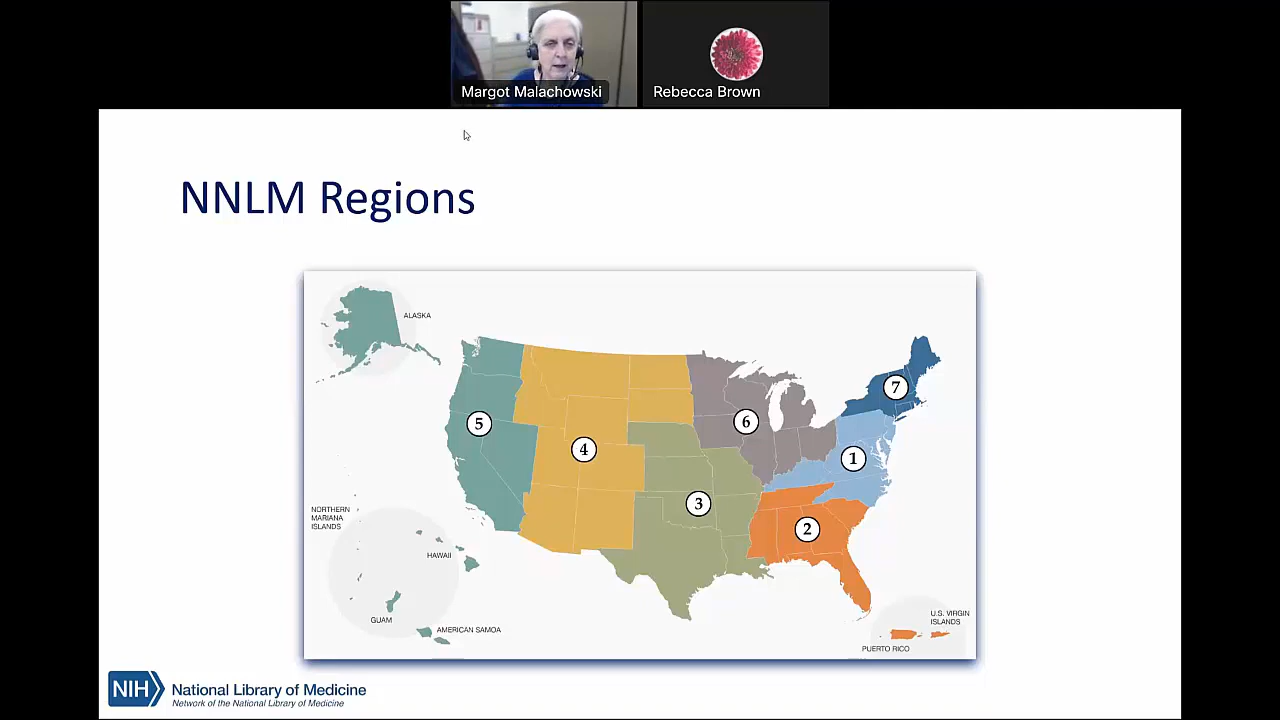 Margot Malachowski
Rebecca Brown
NNLM Regions
ALASKA
7
5
6
4
1
3
NORTHERN
MARIANA
ISLANDS
2
HAWAII
GUAM
AMERICAN SAMOA
U.S. VIRGIN
ISLANDS
PUERTO RICO
NIH
National Library of Medicine
Network of the National Library of Medicine